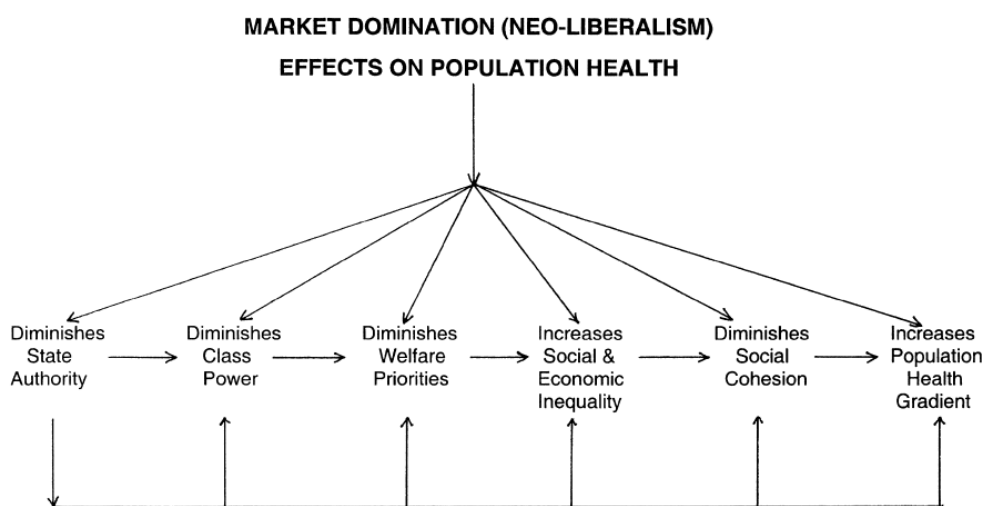 MARKET DOMINATION (NEO-LIBERALISM)
EFFECTS ON POPULATION HEALTH
Diminishes
State
Authority
Diminishes
Class
Power
Diminishes
Welfare
Priorities
Increases
Social &
Economic
Inequality
Diminishes
Social
Cohesion
Increases
Population
Health
Gradient